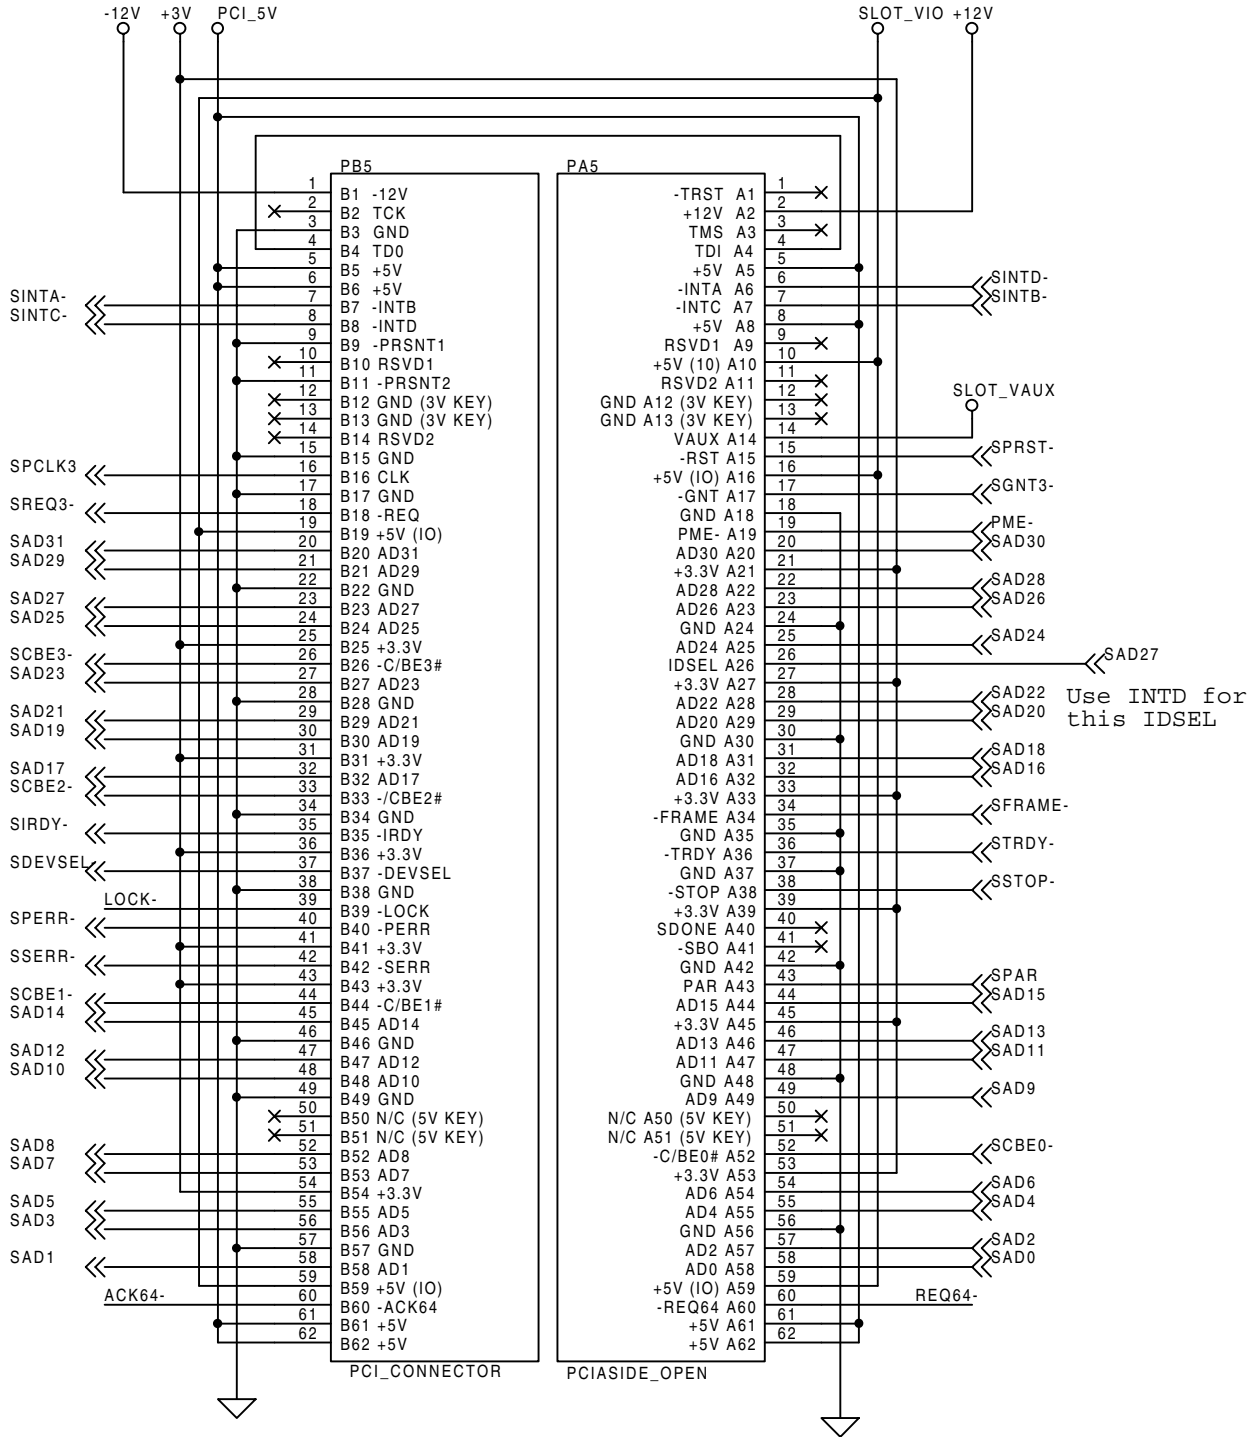 -12V +3V PCI_5V SLOT_VIO +12V
PB5 PA5
1 B1 -12V -TRST A1 1
2 B2 TCK +12V A2 2
3 B3 GND TMS A3 3
4 B4 TD0 TDI A4 4
5 B5 +5V +5V A5 5
6 B6 +5V -INTA A6 6 SINTD-
SINTA- 7 B7 -INTB -INTC A7 7 SINTB-
SINTC- 8 B8 -INTD +5V A8 8
9 B9 -PRSNT1 RSVD1 A9 9
10 B10 RSVD1 +5V (10) A10 10
11 B11 -PRSNT2 RSVD2 A11 11
12 B12 GND (3V KEY) GND A12 (3V KEY) 12
13 B13 GND (3V KEY) GND A13 (3V KEY) 13
SLOT_VAUX
14 B14 RSVD2 VAUX A14 14
15 B15 GND -RST A15 15 SPRST-
SPCLK3 16 B16 CLK +5V (IO) A16 16
17 B17 GND -GNT A17 17 SGNT3-
SREQ3- 18 B18 -REQ GND A18 18
19 B19 +5V (IO) PME- A19 19 PME-
SAD31 20 B20 AD31 AD30 A20 20 SAD30
SAD29 21 B21 AD29 +3.3V A21 21
22 B22 GND AD28 A22 22 SAD28
SAD27 23 B23 AD27 AD26 A23 23 SAD26
SAD25 24 B24 AD25 GND A24 24
25 B25 +3.3V AD24 A25 25 SAD24
SCBE3- 26 B26 -C/BE3# IDSEL A26 26 SAD27
SAD23 27 B27 AD23 +3.3V A27 27
28 B28 GND AD22 A28 28 SAD22
SAD21 29 B29 AD21 AD20 A29 29 SAD20
Use INTD for
this IDSEL
SAD19 30 B30 AD19 GND A30 30
31 B31 +3.3V AD18 A31 31 SAD18
SAD17 32 B32 AD17 AD16 A32 32 SAD16
SCBE2- 33 B33 -/CBE2# +3.3V A33 33
34 B34 GND -FRAME A34 34 SFRAME-
SIRDY- 35 B35 -IRDY GND A35 35
36 B36 +3.3V -TRDY A36 36 STRDY-
SDEVSEL- 37 B37 -DEVSEL GND A37 37
38 B38 GND -STOP A38 38 SSTOP-
LOCK- 39 B39 -LOCK +3.3V A39 39
SPERR- 40 B40 -PERR SDONE A40 40
41 B41 +3.3V -SBO A41 41
SSERR- 42 B42 -SERR GND A42 42
43 B43 +3.3V PAR A43 43 SPAR
SCBE1- 44 B44 -C/BE1# AD15 A44 44 SAD15
SAD14 45 B45 AD14 +3.3V A45 45
46 B46 GND AD13 A46 46 SAD13
SAD12 47 B47 AD12 AD11 A47 47 SAD11
SAD10 48 B48 AD10 GND A48 48
49 B49 GND AD9 A49 49 SAD9
50 B50 N/C (5V KEY) N/C A50 (5V KEY) 50
51 B51 N/C (5V KEY) N/C A51 (5V KEY) 51
SAD8 52 B52 AD8 -C/BE0# A52 52 SCBE0-
SAD7 53 B53 AD7 +3.3V A53 53
54 B54 +3.3V AD6 A54 54 SAD6
SAD5 55 B55 AD5 AD4 A55 55 SAD4
SAD3 56 B56 AD3 GND A56 56
57 B57 GND AD2 A57 57 SAD2
SAD1 58 B58 AD1 AD0 A58 58 SAD0
59 B59 +5V (IO) +5V (IO) A59 59
ACK64- 60 B60 -ACK64 -REQ64 A60 60 REQ64-
61 B61 +5V +5V A61 61
62 B62 +5V +5V A62 62
PCI_CONNECTOR PCIASIDE_OPEN